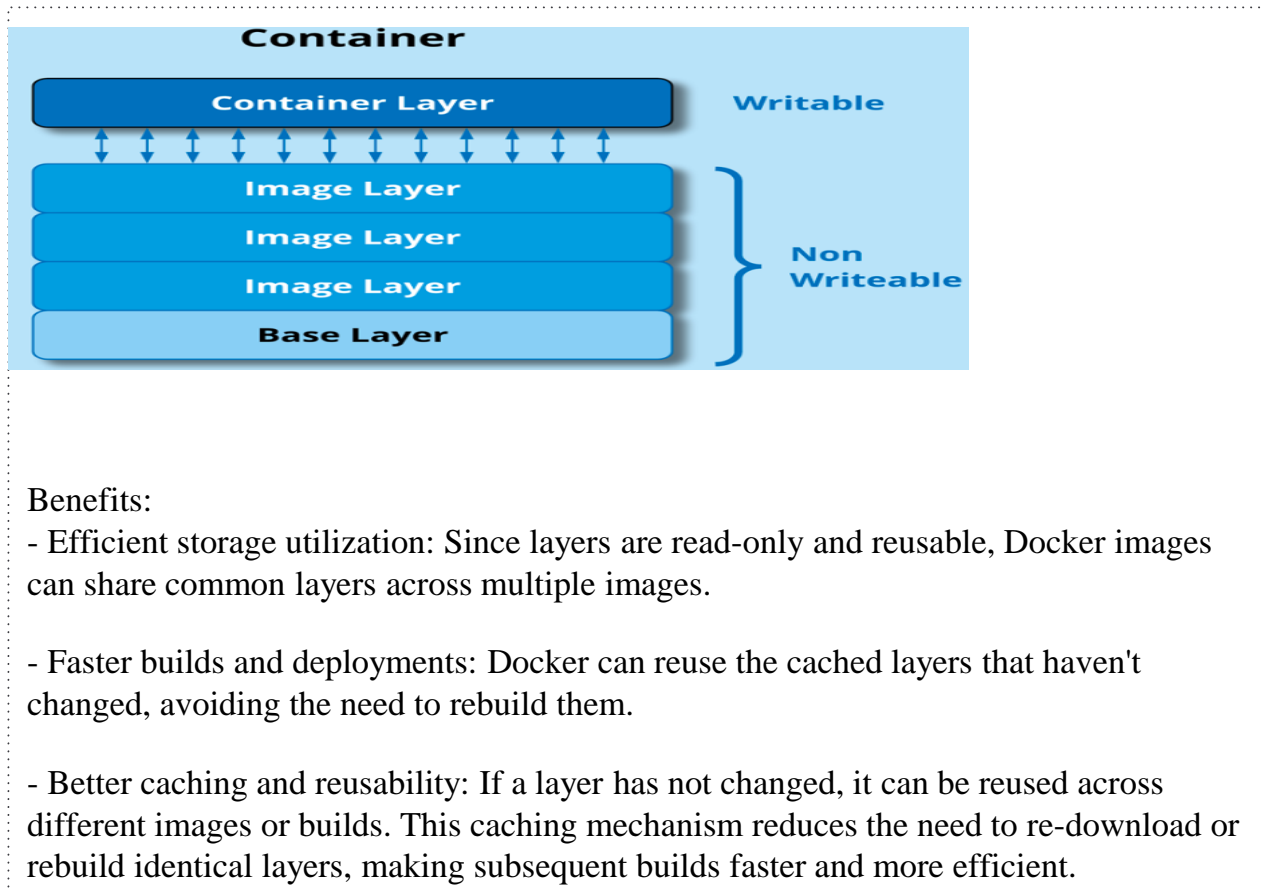 Container
Container Layer
Writable
Image Layer
Image Layer
Non
Writeable
Image Layer
Base Layer
Benefits:
- Efficient storage utilization: Since layers are read-only and reusable, Docker images
can share common layers across multiple images.
- Faster builds and deployments: Docker can reuse the cached layers that haven't
changed, avoiding the need to rebuild them.
- Better caching and reusability: If a layer has not changed, it can be reused across
different images or builds. This caching mechanism reduces the need to re-download or
rebuild identical layers, making subsequent builds faster and more efficient.